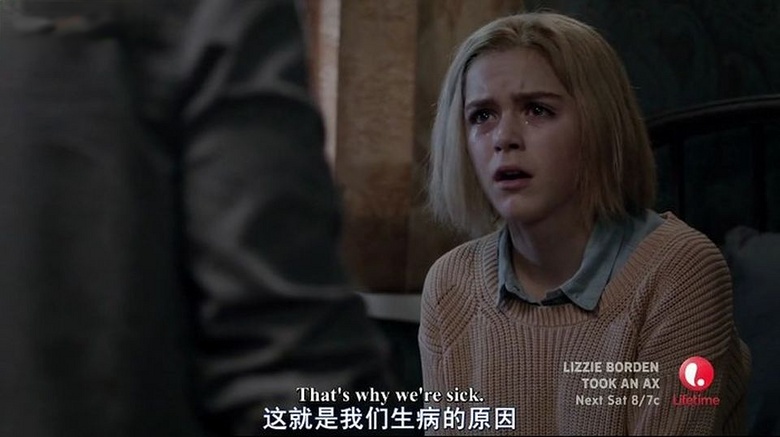 LIZZIE BORDEN
TOOK AN AX
Next Sat 8/7c
Lifetime
That's why we're sick.
这就是我们生病的原因